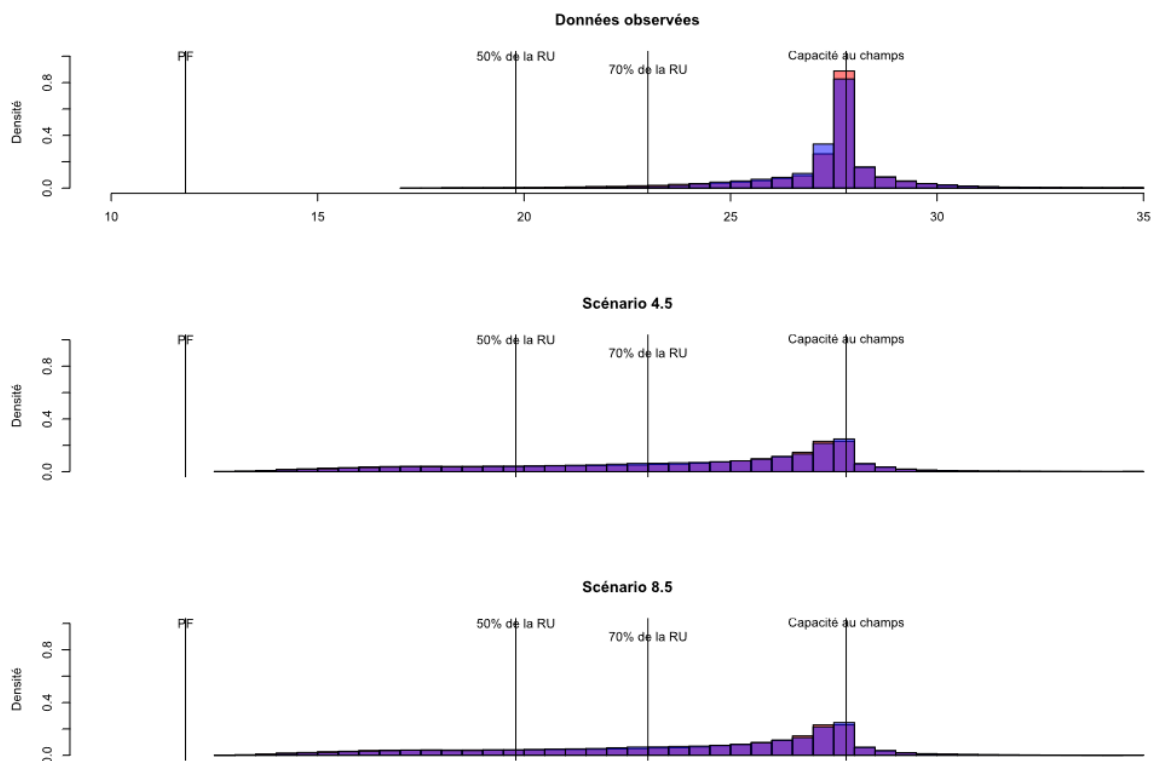 Données observées
PF
50% de la RU
70% de la RU
Capacité au champs
Densité
0.0
0.4
0.8
10
15
20
25
30
35
Scénario 4.5
PF
50% de la RU
70% de la RU
Capacité au champs
Densité
0.0
0.4
0.8
Scénario 8.5
PF
50% de la RU
70% de la RU
Capacité au champs
Densité
0.0
0.4
0.8